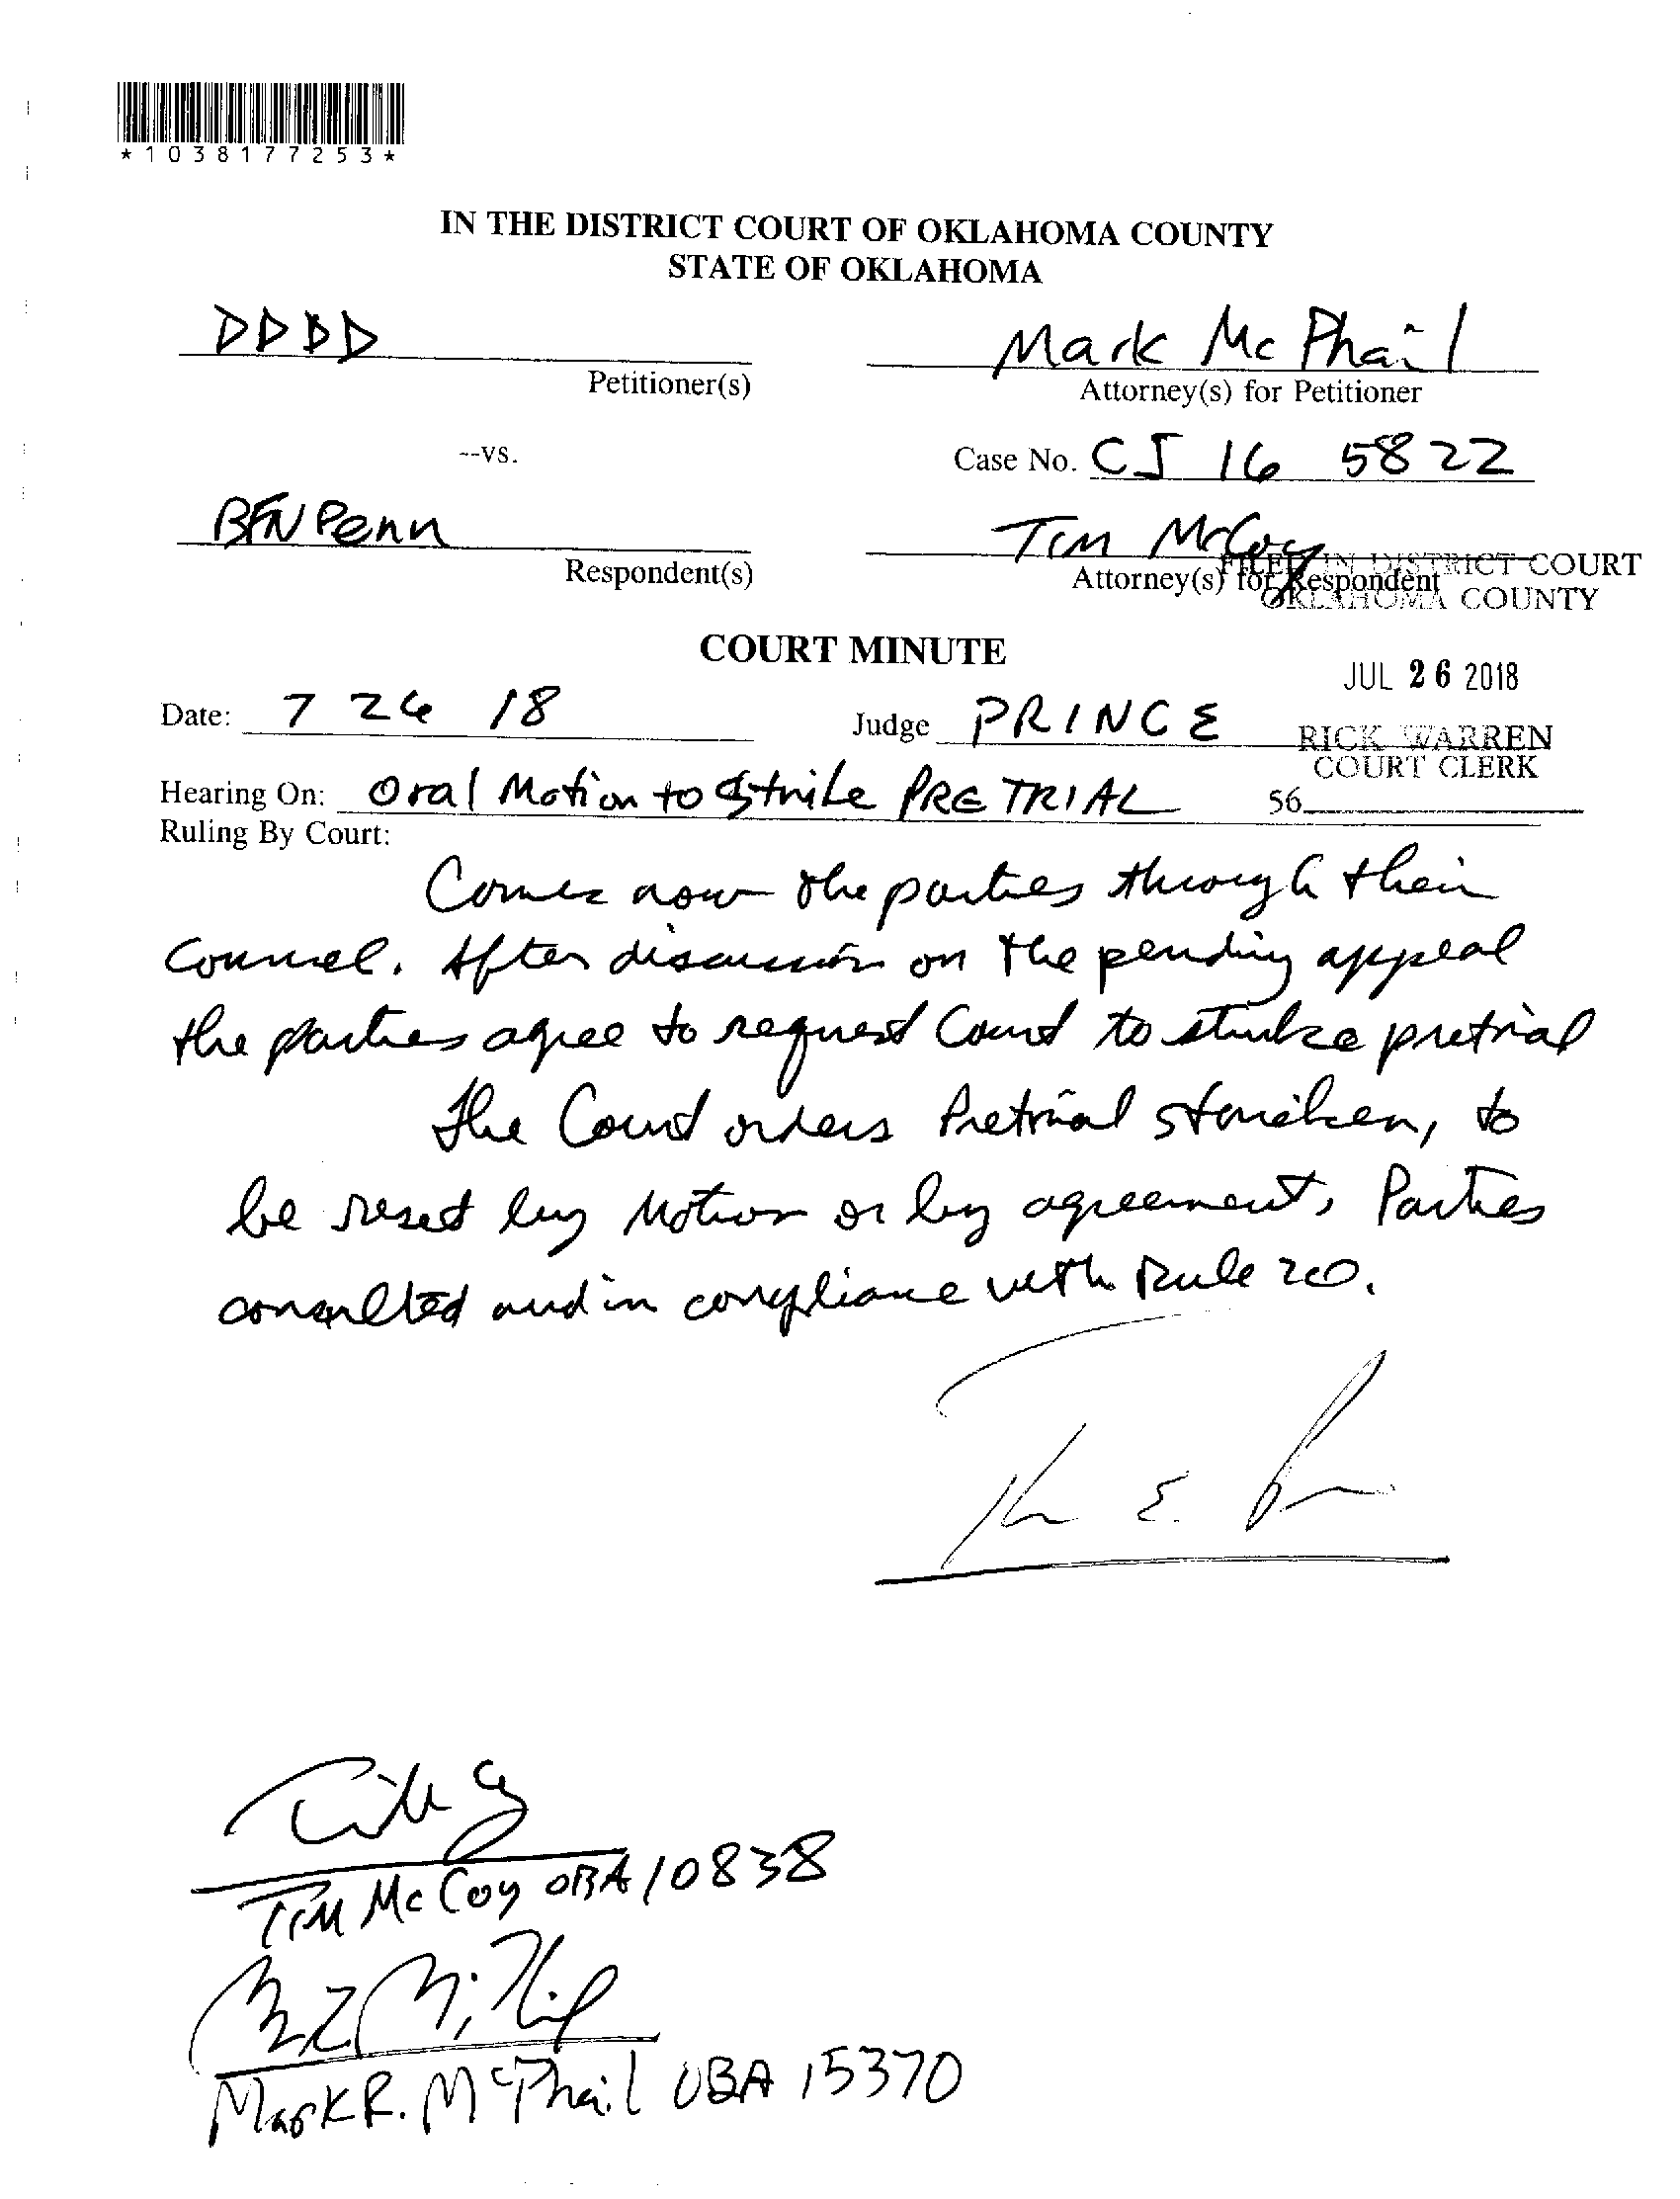 *1038177253*
IN THE DISTRICT COURT OF OKLAHOMA COUNTY
STATE OF OKLAHOMA
DDBD
Petitioner(s)
Mark McPhail
Attorney(s) for Petitioner
--vs.
Case No. CJ 16 5822
BFN Penn
Respondent(s)
Tim McCoy
Attorney(s) for Respondent
FILED IN DISTRICT COURT
OKLAHOMA COUNTY
COURT MINUTE
JUL 26 2018
Date: 7 26 18
Judge PRINCE
RICK WARREN
COURT CLERK
Hearing On: Oral Motion to Strike PRE TRIAL
56
Ruling By Court:
Comes now the parties through their
Counsel. After discussion on the pending appeal
the parties agree to request Court to strike pretrial
The Court orders Pretrial stricken, to
be reset by Motion or by agreement. Parties
consulted and in compliance with Rule 20.
TIM McCoy OBA 10838
Mark R. McPhail OBA 15370